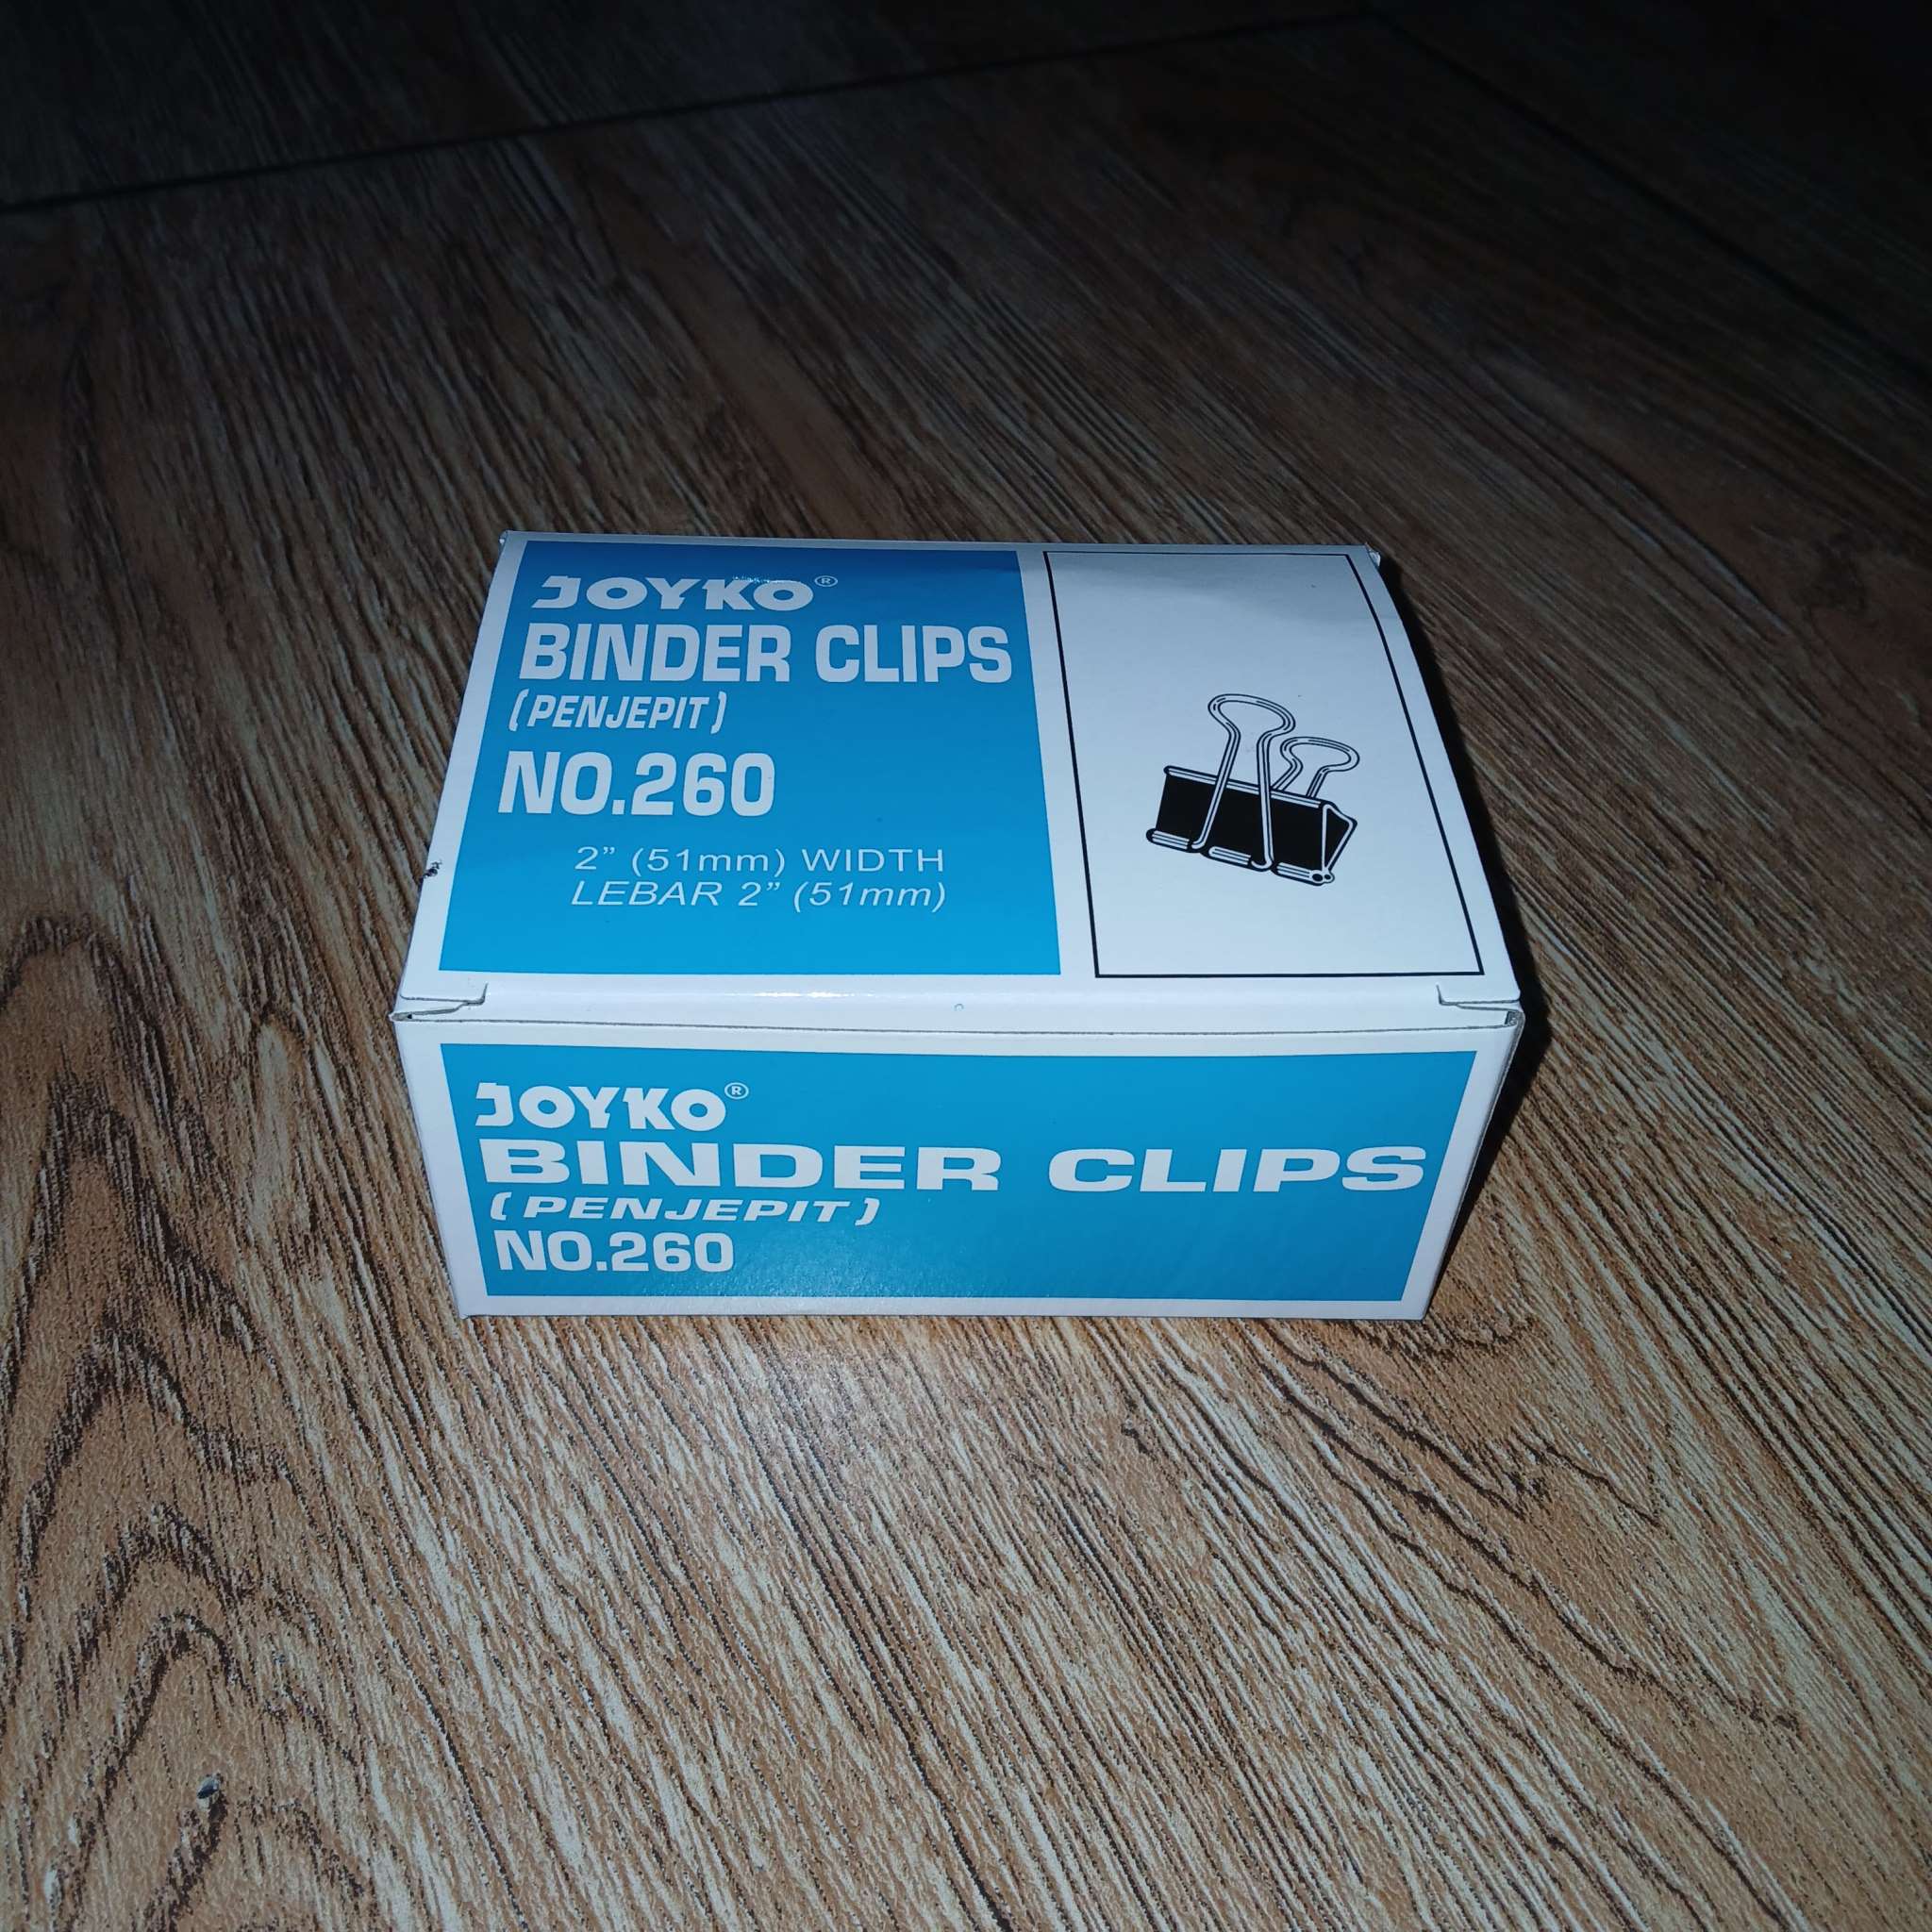 JOYKO®
BINDER CLIPS
(PENJEPIT)
NO.260
2” (51mm) WIDTH
LEBAR 2” (51mm)
JOYKO®
BINDER CLIPS
(PENJEPIT)
NO.260